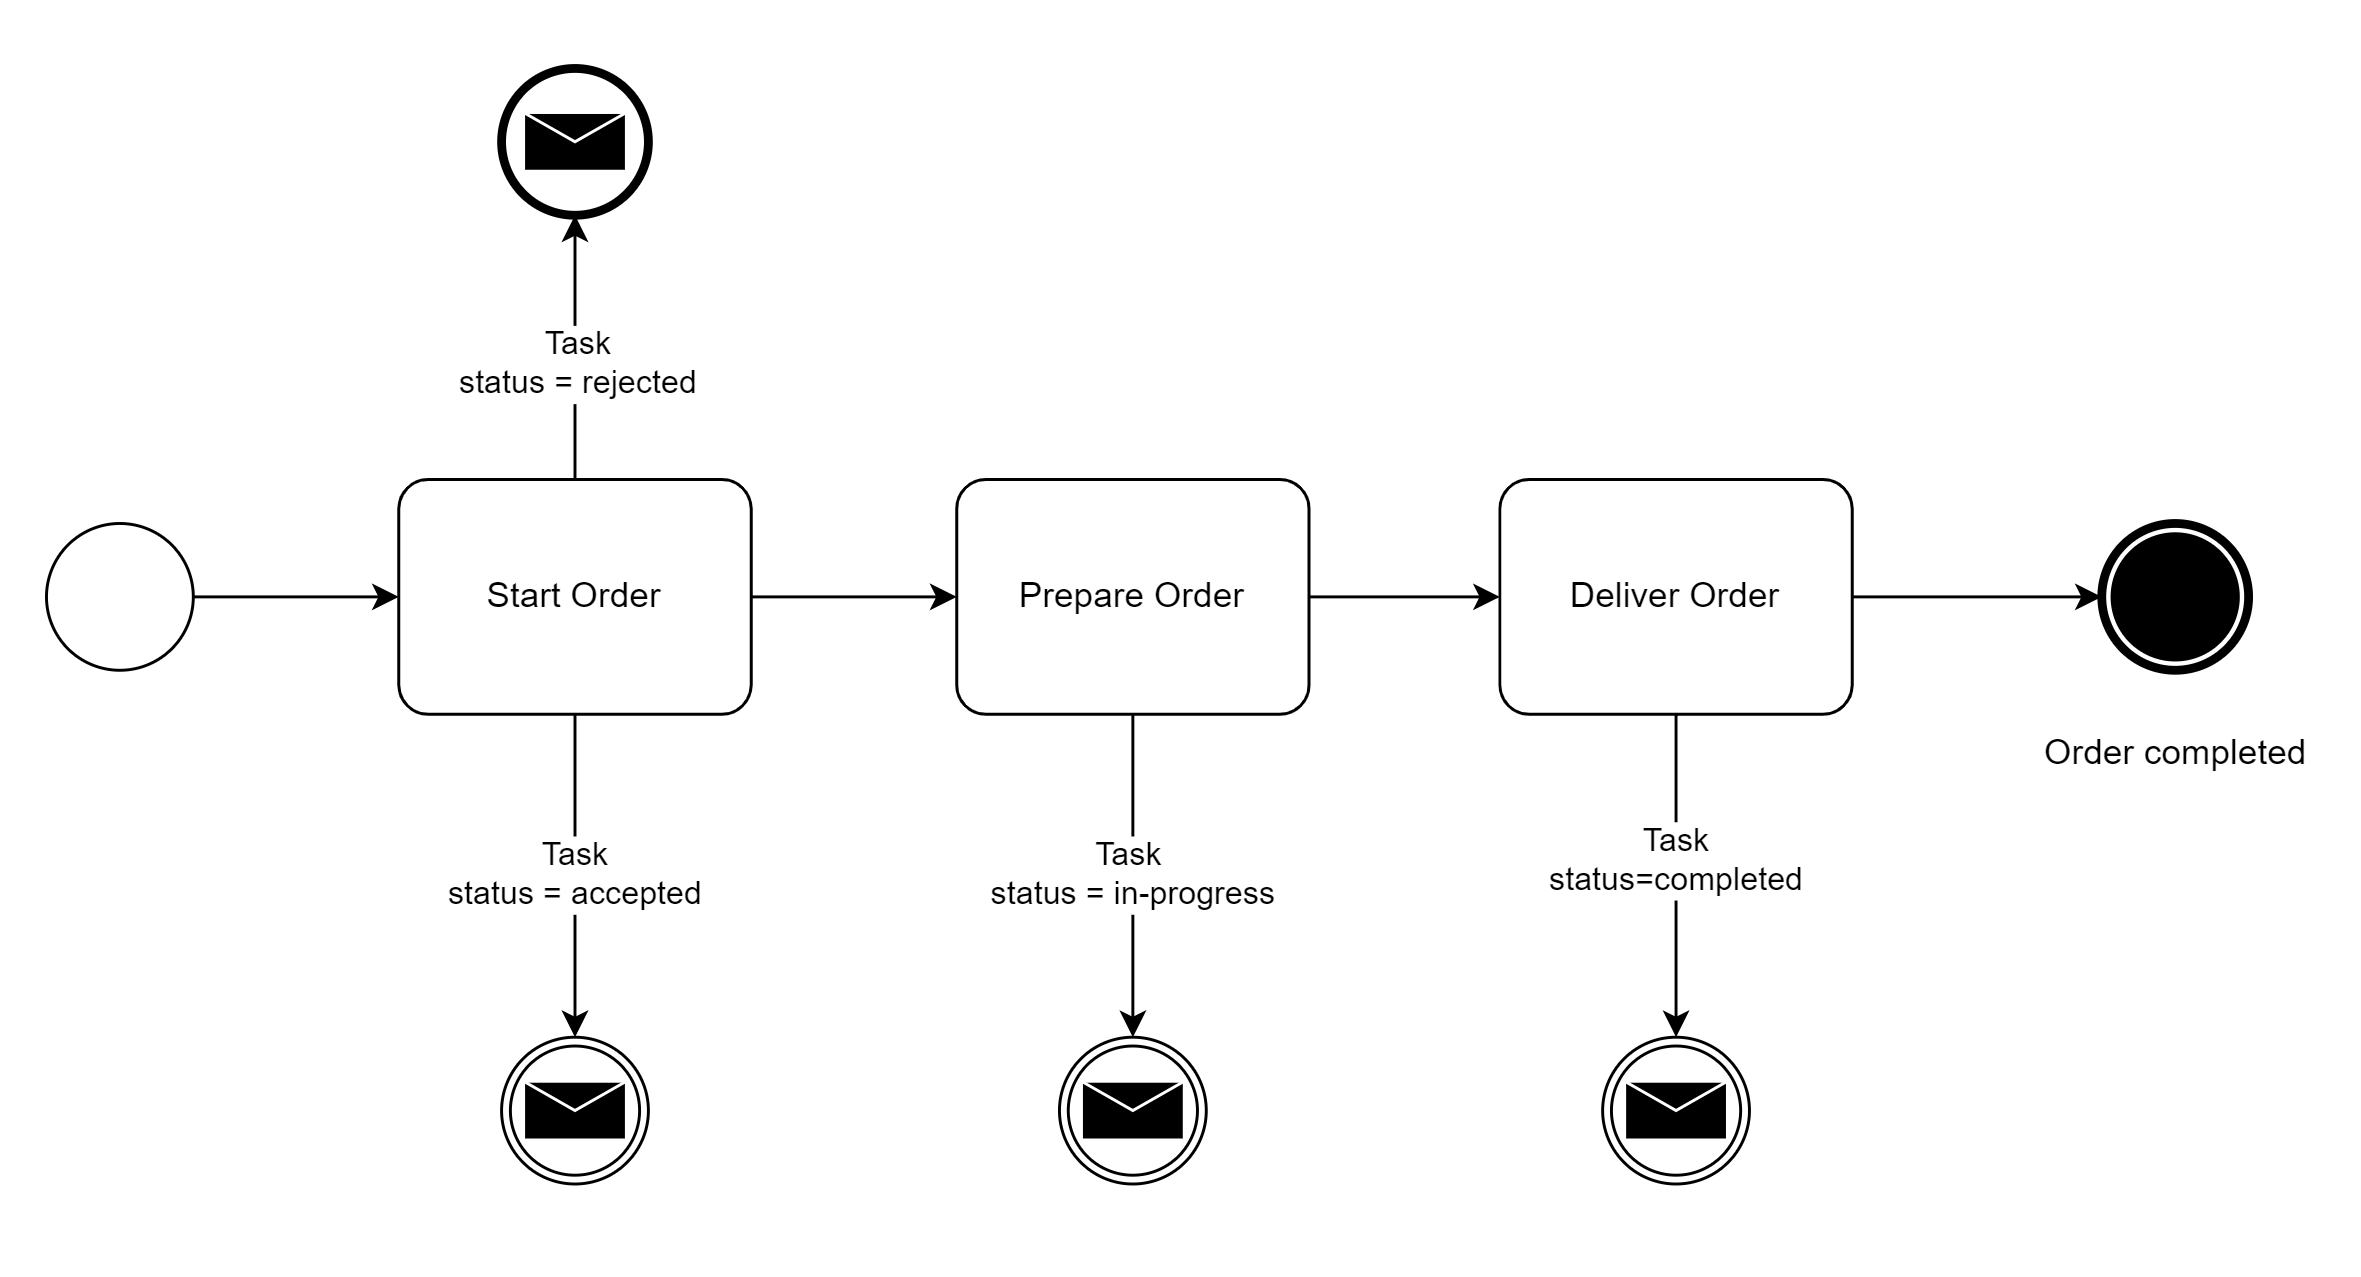 Task
status = rejected
Start Order
Prepare Order
Deliver Order
Order completed
Task
status = accepted
Task
status = in-progress
Task
status=completed